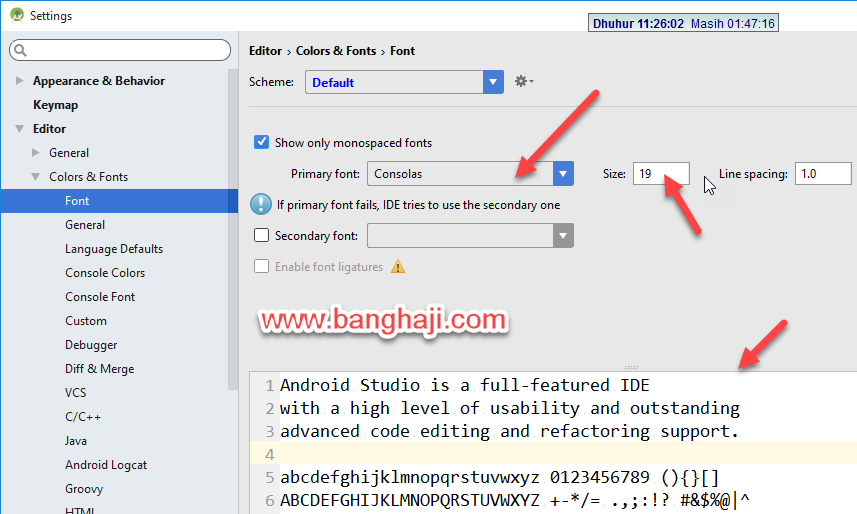 Settings
Dhuhur 11:26:02 Masih 01:47:16
Editor › Colors & Fonts › Font
Scheme: Default
Appearance & Behavior
Keymap
Editor
General
Colors & Fonts
Font
General
Language Defaults
Console Colors
Console Font
Custom
Debugger
Diff & Merge
VCS
C/C++
Java
Android Logcat
Groovy
HTML
Show only monospaced fonts
Primary font: Consolas Size: 19 Line spacing: 1.0
If primary font fails, IDE tries to use the secondary one
Secondary font:
Enable font ligatures
www.banghaji.com
1 Android Studio is a full-featured IDE
2 with a high level of usability and outstanding
3 advanced code editing and refactoring support.
4
5 abcdefghijklmnopqrstuvwxyz 0123456789 (){}[]
6 ABCDEFGHIJKLMNOPQRSTUVWXYZ +-*/= .,;:!? #&$%@|^